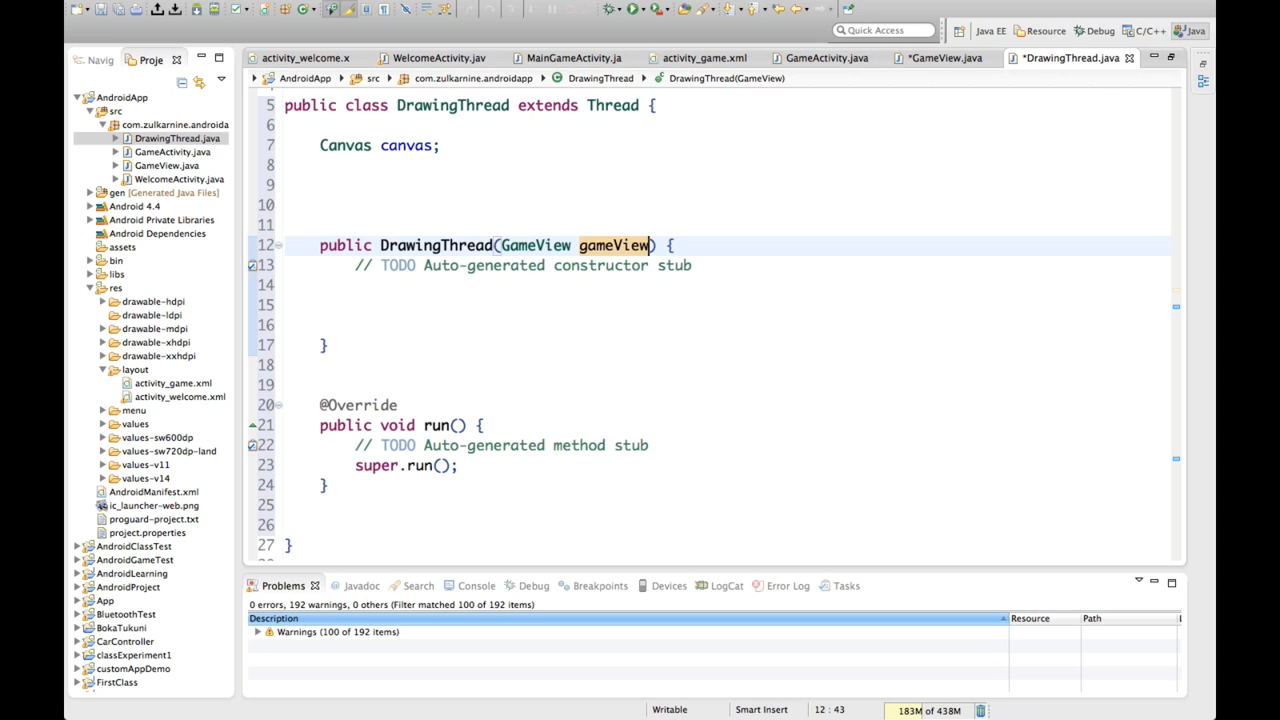 Quick Access
Java EE
Resource
Debug
C/C++
Java
Navig
Proje
activity_welcome.x
WelcomeActivity.jav
MainGameActivity.ja
activity_game.xml
GameActivity.java
*GameView.java
*DrawingThread.java
AndroidApp
src
com.zulkarnine.androidapp
DrawingThread
DrawingThread(GameView)
AndroidApp
src
com.zulkarnine.androida
DrawingThread.java
GameActivity.java
GameView.java
WelcomeActivity.java
gen [Generated Java Files]
Android 4.4
Android Private Libraries
Android Dependencies
assets
bin
libs
res
drawable-hdpi
drawable-ldpi
drawable-mdpi
drawable-xhdpi
drawable-xxhdpi
layout
activity_game.xml
activity_welcome.xml
menu
values
values-sw600dp
values-sw720dp-land
values-v11
values-v14
AndroidManifest.xml
ic_launcher-web.png
proguard-project.txt
project.properties
AndroidClassTest
AndroidGameTest
AndroidLearning
AndroidProject
App
BluetoothTest
BokaTukuni
CarController
classExperiment1
customAppDemo
FirstClass
5 public class DrawingThread extends Thread {
6
7 Canvas canvas;
8
9
10
11
12 public DrawingThread(GameView gameView) {
13 // TODO Auto-generated constructor stub
14
15
16
17 }
18
19
20 @Override
21 public void run() {
22 // TODO Auto-generated method stub
23 super.run();
24 }
25
26
27 }
Problems
Javadoc
Search
Console
Debug
Breakpoints
Devices
LogCat
Error Log
Tasks
0 errors, 192 warnings, 0 others (Filter matched 100 of 192 items)
Description
Resource
Path
Warnings (100 of 192 items)
Writable
Smart Insert
12 : 43
183M of 438M